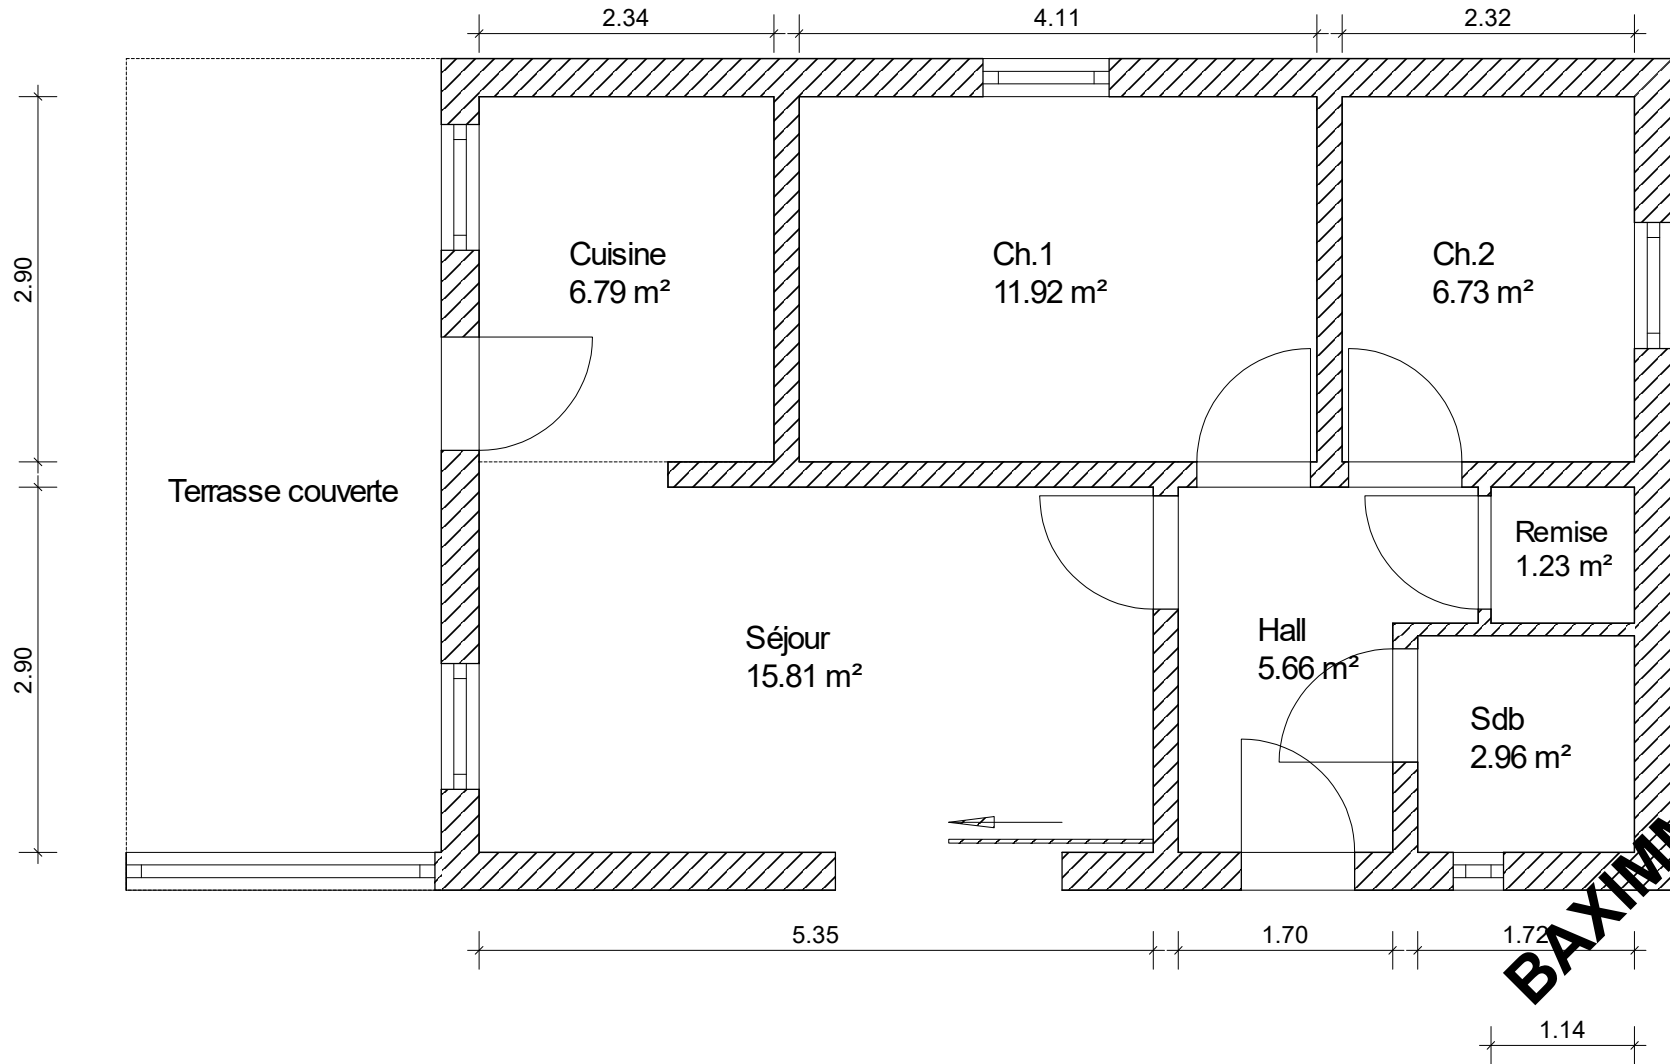 2.34
4.11
2.32
2.90
Cuisine
6.79 m²
Ch.1
11.92 m²
Ch.2
6.73 m²
Terrasse couverte
Remise
1.23 m²
2.90
Séjour
15.81 m²
Hall
5.66 m²
Sdb
2.96 m²
5.35
1.70
1.72
1.14